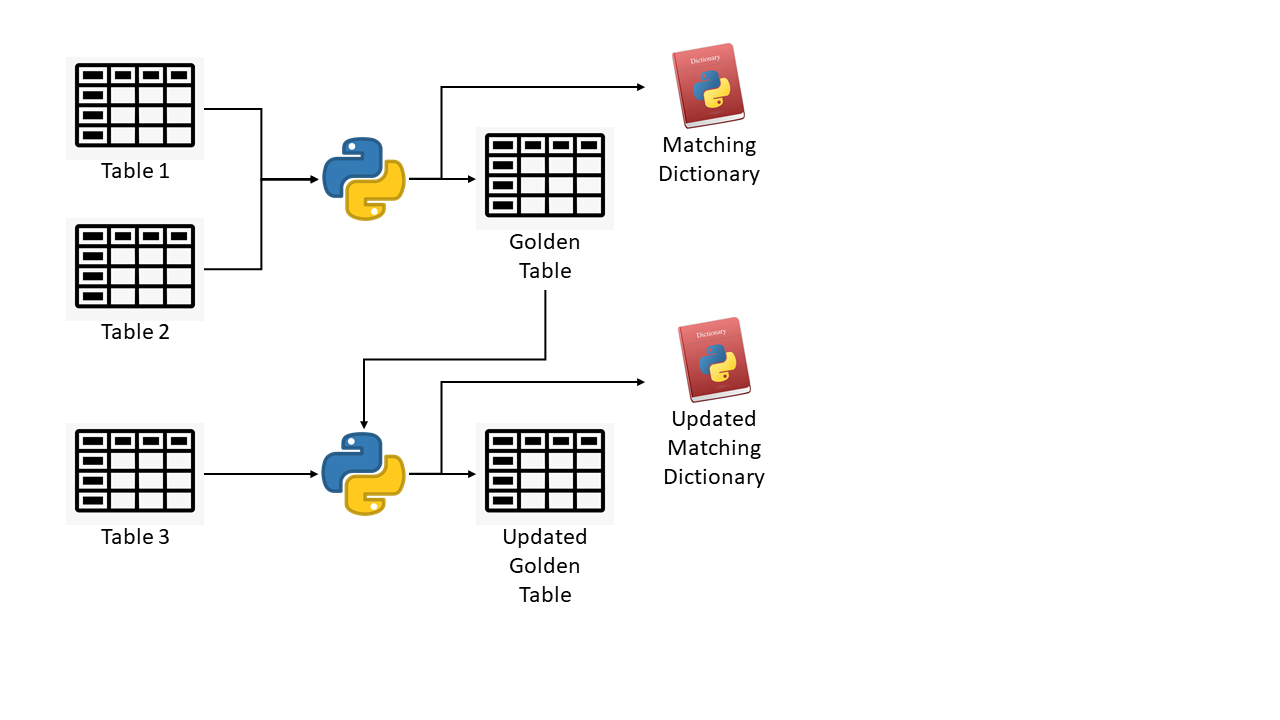 Dictionary
Matching
Dictionary
Table 1
Golden
Table
Table 2
Dictionary
Updated
Matching
Dictionary
Table 3
Updated
Golden
Table